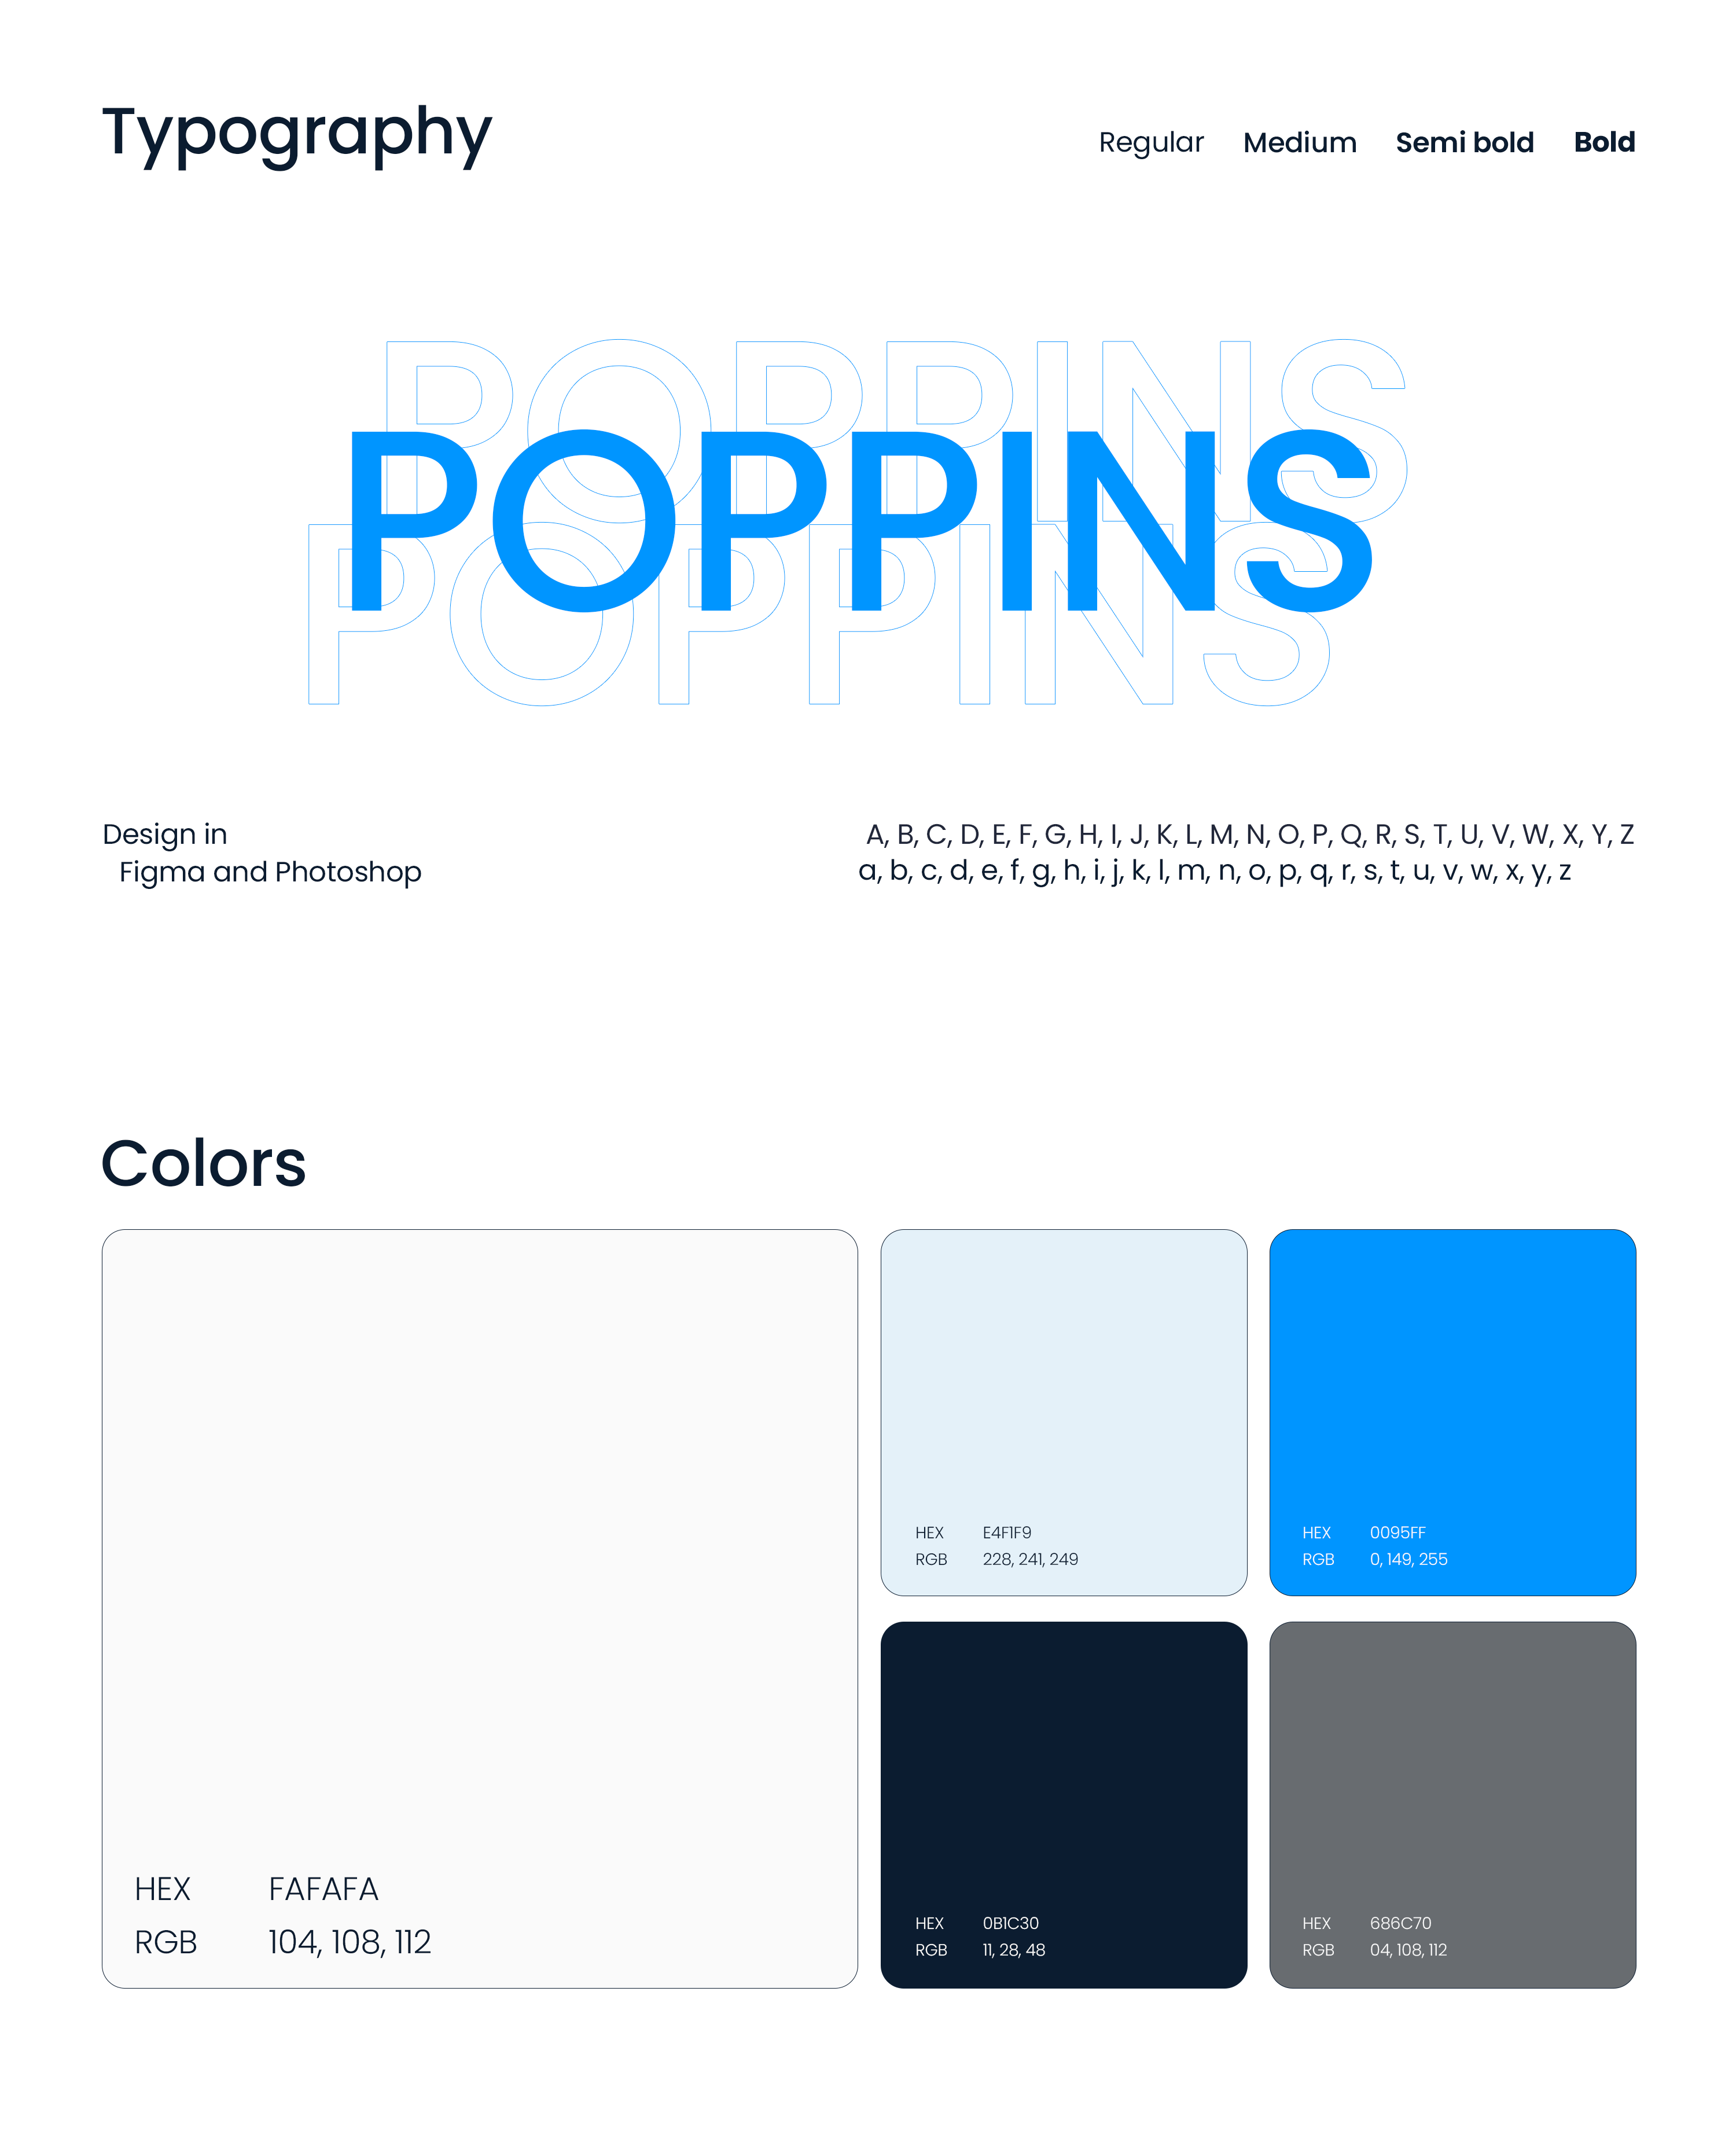 Typography
Regular Medium Semi bold Bold
POPPINS
POPPINS
POPPINS
Design in
Figma and Photoshop
A, B, C, D, E, F, G, H, I, J, K, L, M, N, O, P, Q, R, S, T, U, V, W, X, Y, Z
a, b, c, d, e, f, g, h, i, j, k, l, m, n, o, p, q, r, s, t, u, v, w, x, y, z
Colors
HEX FAFAFA
RGB 104, 108, 112
HEX E4F1F9
RGB 228, 241, 249
HEX 0095FF
RGB 0, 149, 255
HEX 0B1C30
RGB 11, 28, 48
HEX 686C70
RGB 04, 108, 112